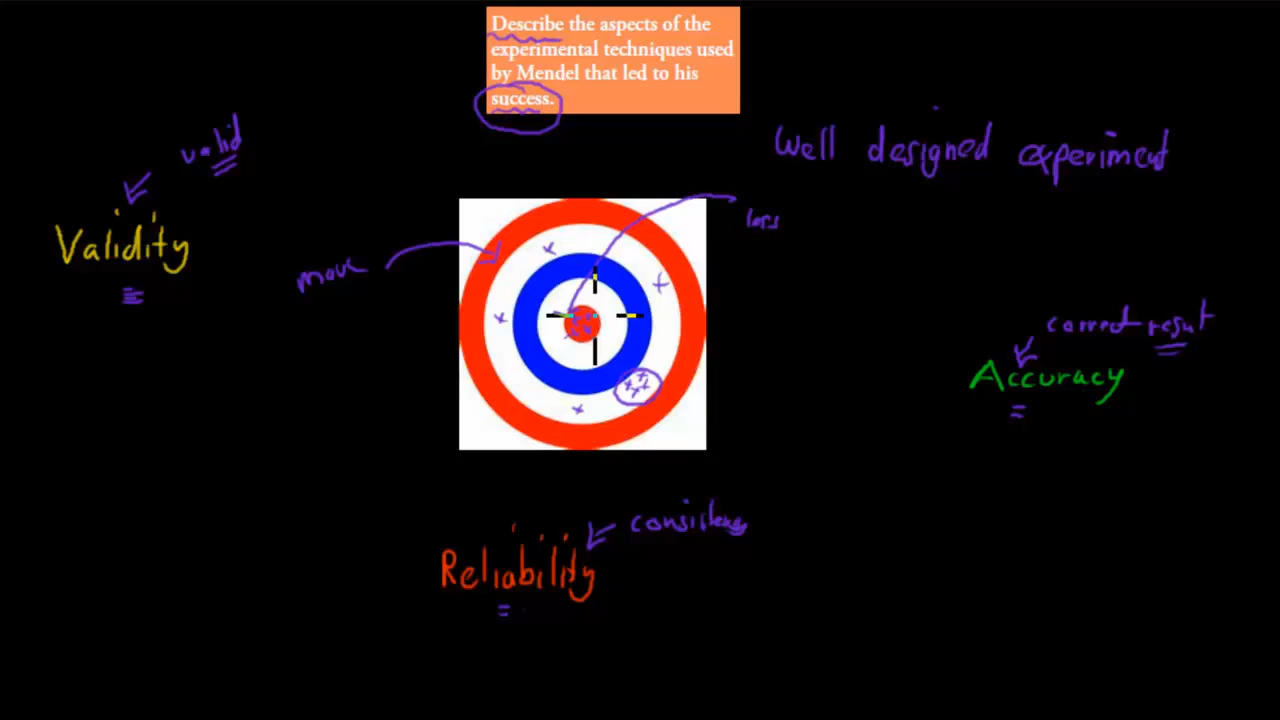 Describe the aspects of the
experimental techniques used
by Mendel that led to his
success.
Well designed experiment
valid
Validity
less
correct result
Accuracy
consistency
Reliability